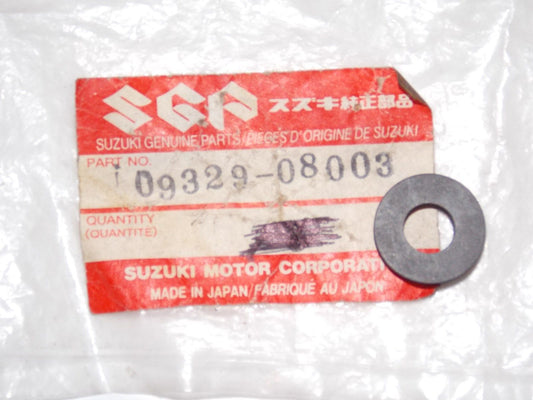 SGP スズキ純正部品
SUZUKI GENUINE PARTS/PIÈCES D'ORIGINE DE SUZUKI
PART NO.
09329-08003
QUANTITY
(QUANTITE)
SUZUKI MOTOR CORPORATI
MADE IN JAPAN/FABRIQUE AU JAPON